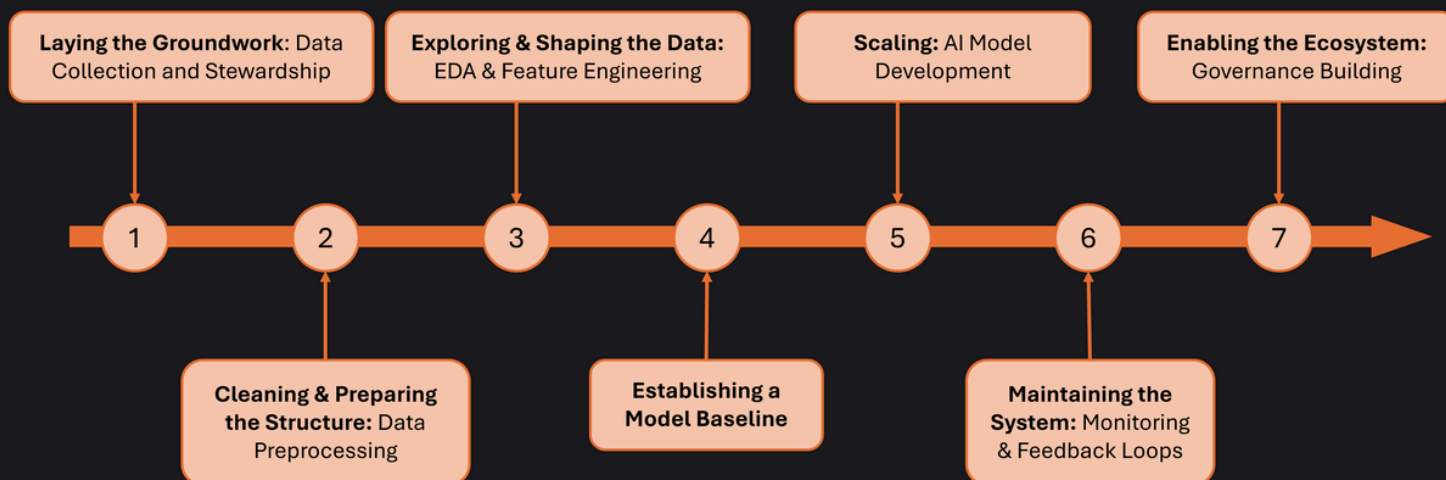 Laying the Groundwork: Data
Collection and Stewardship
Exploring & Shaping the Data:
EDA & Feature Engineering
Scaling: AI Model
Development
Enabling the Ecosystem:
Governance Building
1
2
3
4
5
6
7
Cleaning & Preparing
the Structure: Data
Preprocessing
Establishing a
Model Baseline
Maintaining the
System: Monitoring
& Feedback Loops